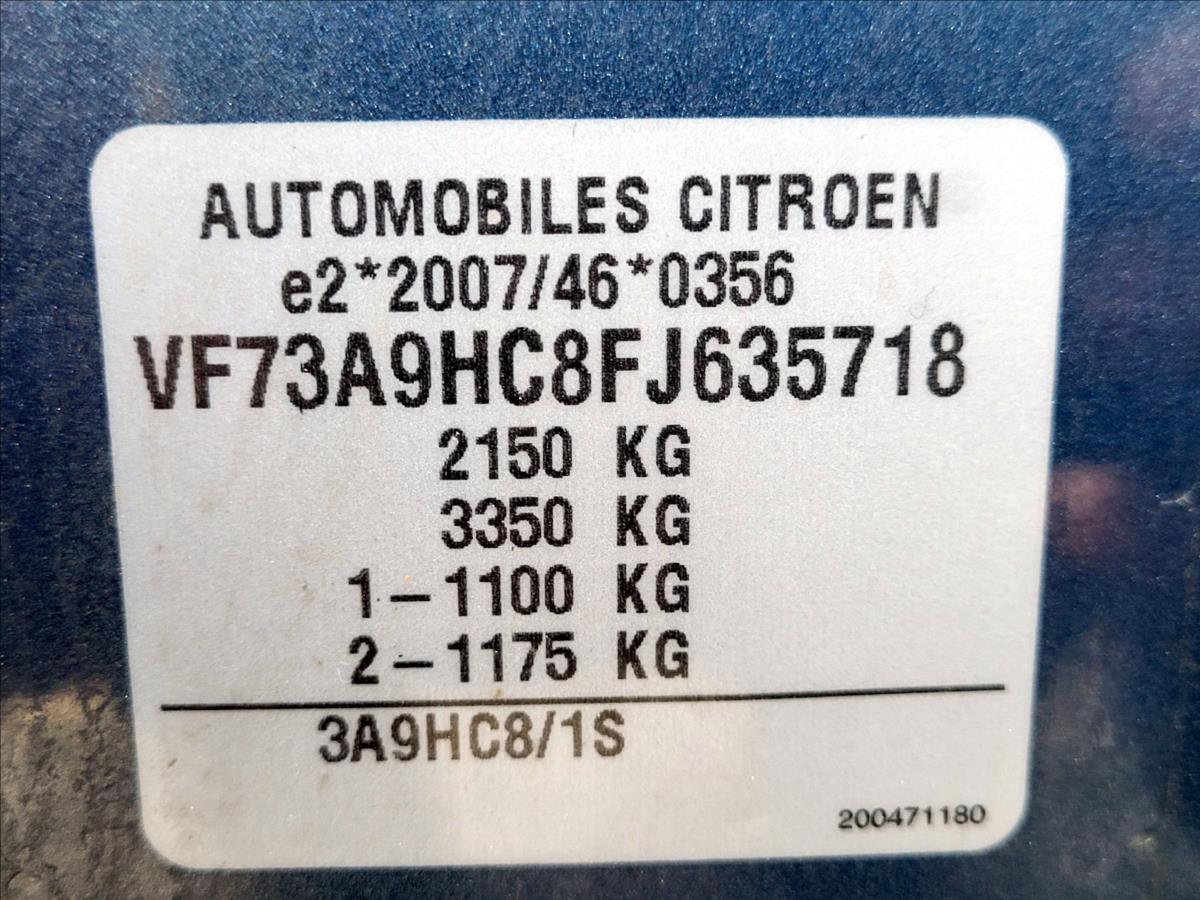 AUTOMOBILES CITROEN
e2*2007/46*0356
VF73A9HC8FJ635718
2150 KG
3350 KG
1-1100 KG
2-1175 KG
3A9HC8/1S
200471180